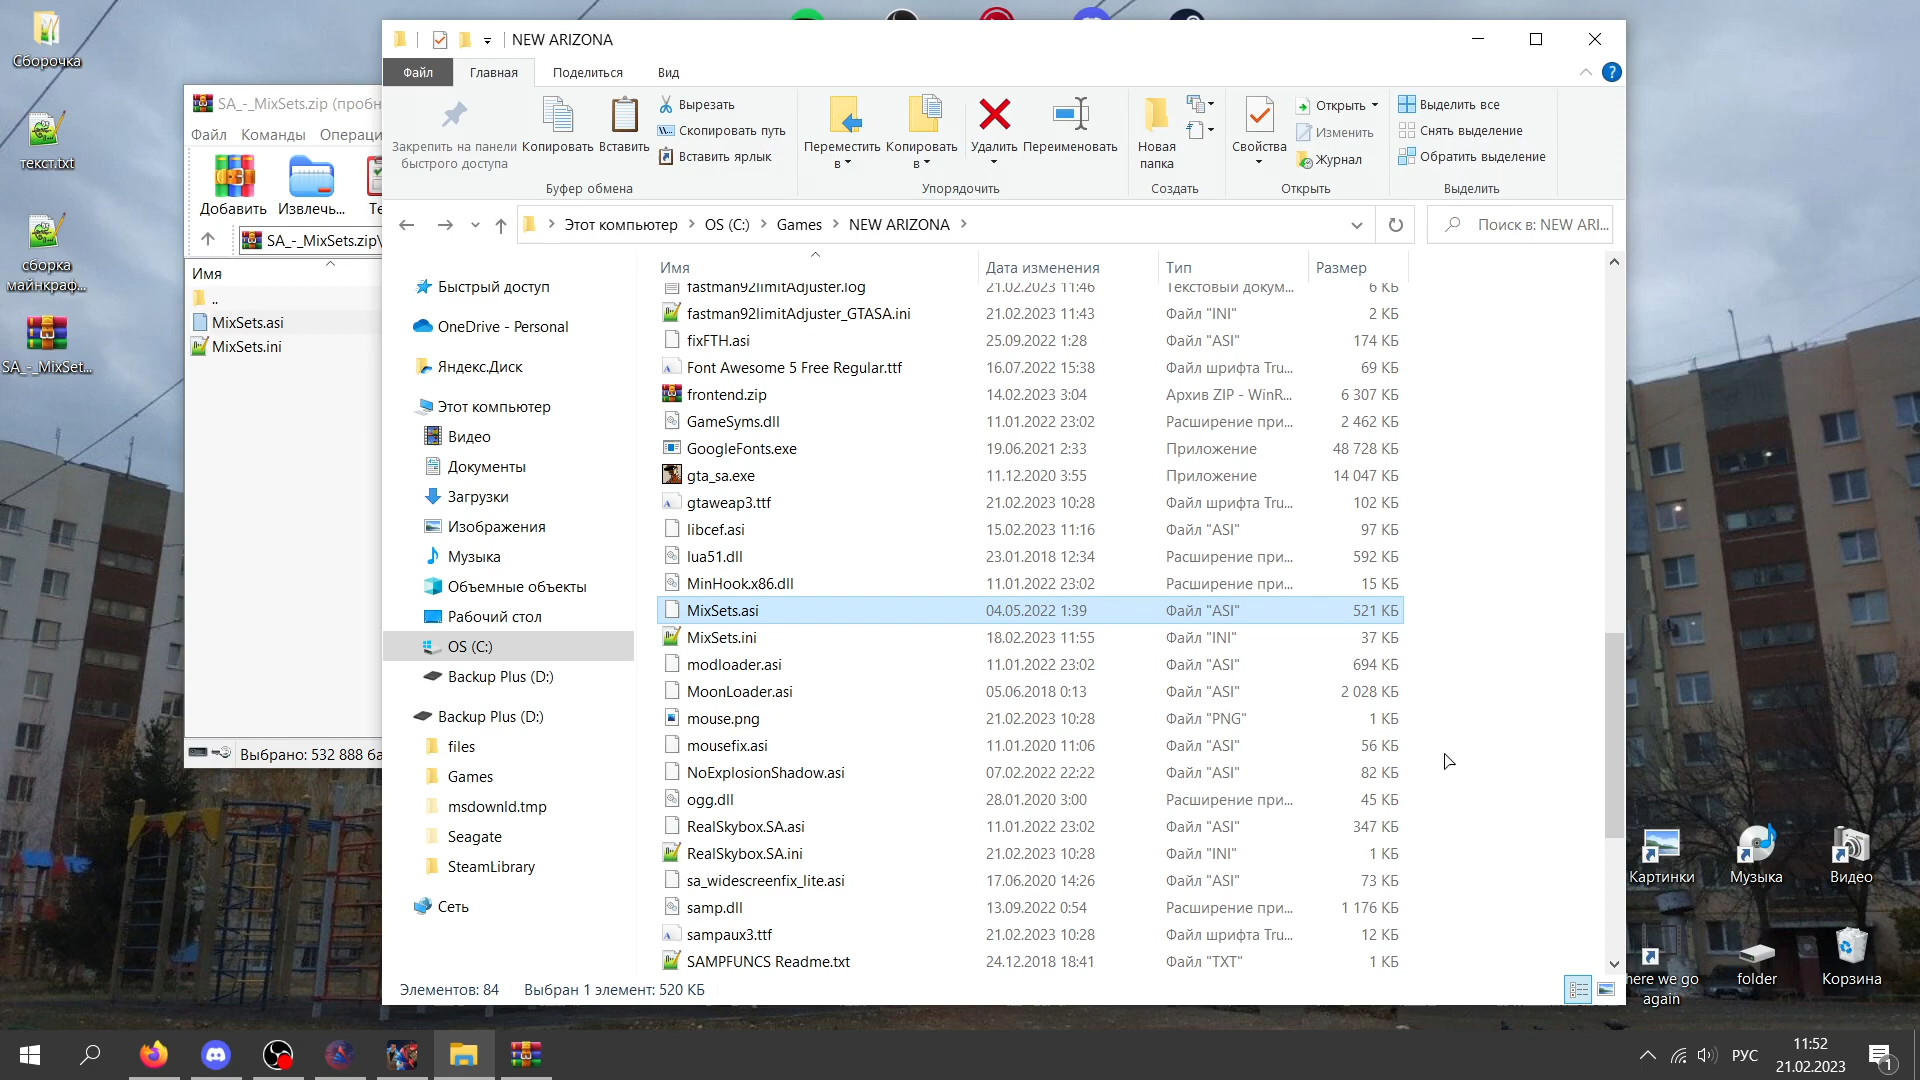 Сборочка
текст.txt
сборка
майнкраф...
SA_-_MixSet...
SA_-_MixSets.zip (пробн
Файл Команды Операци
Добавить Извлечь... Те
SA_-_MixSets.zip\
Имя
..
MixSets.asi
MixSets.ini
Выбрано: 532 888 ба
NEW ARIZONA
Файл Главная Поделиться Вид
Закрепить на панели
быстрого доступа
Копировать
Вставить
Вырезать
Скопировать путь
Вставить ярлык
Буфер обмена
Переместить
в
Копировать
в
Удалить
Переименовать
Упорядочить
Новая
папка
Создать
Свойства
Открыть
Изменить
Журнал
Открыть
Выделить все
Снять выделение
Обратить выделение
Выделить
Этот компьютер OS (C:) Games NEW ARIZONA
Поиск в: NEW ARI...
Быстрый доступ
OneDrive - Personal
Яндекс.Диск
Этот компьютер
Видео
Документы
Загрузки
Изображения
Музыка
Объемные объекты
Рабочий стол
OS (C:)
Backup Plus (D:)
Backup Plus (D:)
files
Games
msdownld.tmp
Seagate
SteamLibrary
Сеть
Имя Дата изменения Тип Размер
fastman92limitAdjuster.log 21.02.2023 11:46 Текстовый докум... 6 КБ
fastman92limitAdjuster_GTASA.ini 21.02.2023 11:43 Файл "INI" 2 КБ
fixFTH.asi 25.09.2022 1:28 Файл "ASI" 174 КБ
Font Awesome 5 Free Regular.ttf 16.07.2022 15:38 Файл шрифта Tru... 69 КБ
frontend.zip 14.02.2023 3:04 Архив ZIP - WinR... 6 307 КБ
GameSyms.dll 11.01.2022 23:02 Расширение при... 2 462 КБ
GoogleFonts.exe 19.06.2021 2:33 Приложение 48 728 КБ
gta_sa.exe 11.12.2020 3:55 Приложение 14 047 КБ
gtaweap3.ttf 21.02.2023 10:28 Файл шрифта Tru... 102 КБ
libcef.asi 15.02.2023 11:16 Файл "ASI" 97 КБ
lua51.dll 23.01.2018 12:34 Расширение при... 592 КБ
MinHook.x86.dll 11.01.2022 23:02 Расширение при... 15 КБ
MixSets.asi 04.05.2022 1:39 Файл "ASI" 521 КБ
MixSets.ini 18.02.2023 11:55 Файл "INI" 37 КБ
modloader.asi 11.01.2022 23:02 Файл "ASI" 694 КБ
MoonLoader.asi 05.06.2018 0:13 Файл "ASI" 2 028 КБ
mouse.png 21.02.2023 10:28 Файл "PNG" 1 КБ
mousefix.asi 11.01.2020 11:06 Файл "ASI" 56 КБ
NoExplosionShadow.asi 07.02.2022 22:22 Файл "ASI" 82 КБ
ogg.dll 28.01.2020 3:00 Расширение при... 45 КБ
RealSkybox.SA.asi 11.01.2022 23:02 Файл "ASI" 347 КБ
RealSkybox.SA.ini 21.02.2023 10:28 Файл "INI" 1 КБ
sa_widescreenfix_lite.asi 17.06.2020 14:26 Файл "ASI" 73 КБ
samp.dll 13.09.2022 0:54 Расширение при... 1 176 КБ
sampaux3.ttf 21.02.2023 10:28 Файл шрифта Tru... 12 КБ
SAMPFUNCS Readme.txt 24.12.2018 18:41 Файл "TXT" 1 КБ
Элементов: 84 Выбран 1 элемент: 520 КБ
Картинки
Музыка
Видео
here we go
again
folder
Корзина
РУС
11:52
21.02.2023
1